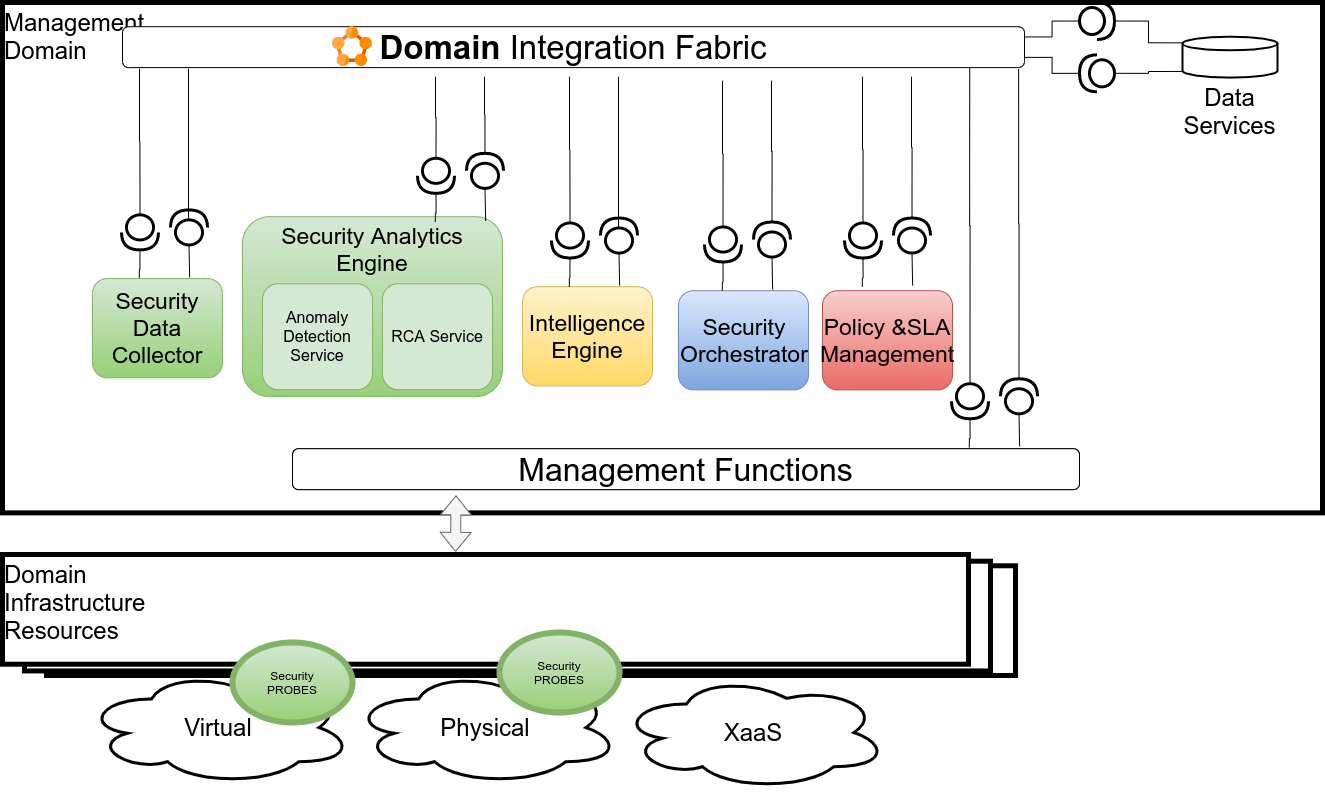 Management
Domain
Domain Integration Fabric
Data
Services
Security
Data
Collector
Security Analytics
Engine
Anomaly
Detection
Service
RCA Service
Intelligence
Engine
Security
Orchestrator
Policy &SLA
Management
Management Functions
Domain
Infrastructure
Resources
Security
PROBES
Security
PROBES
Virtual
Physical
XaaS